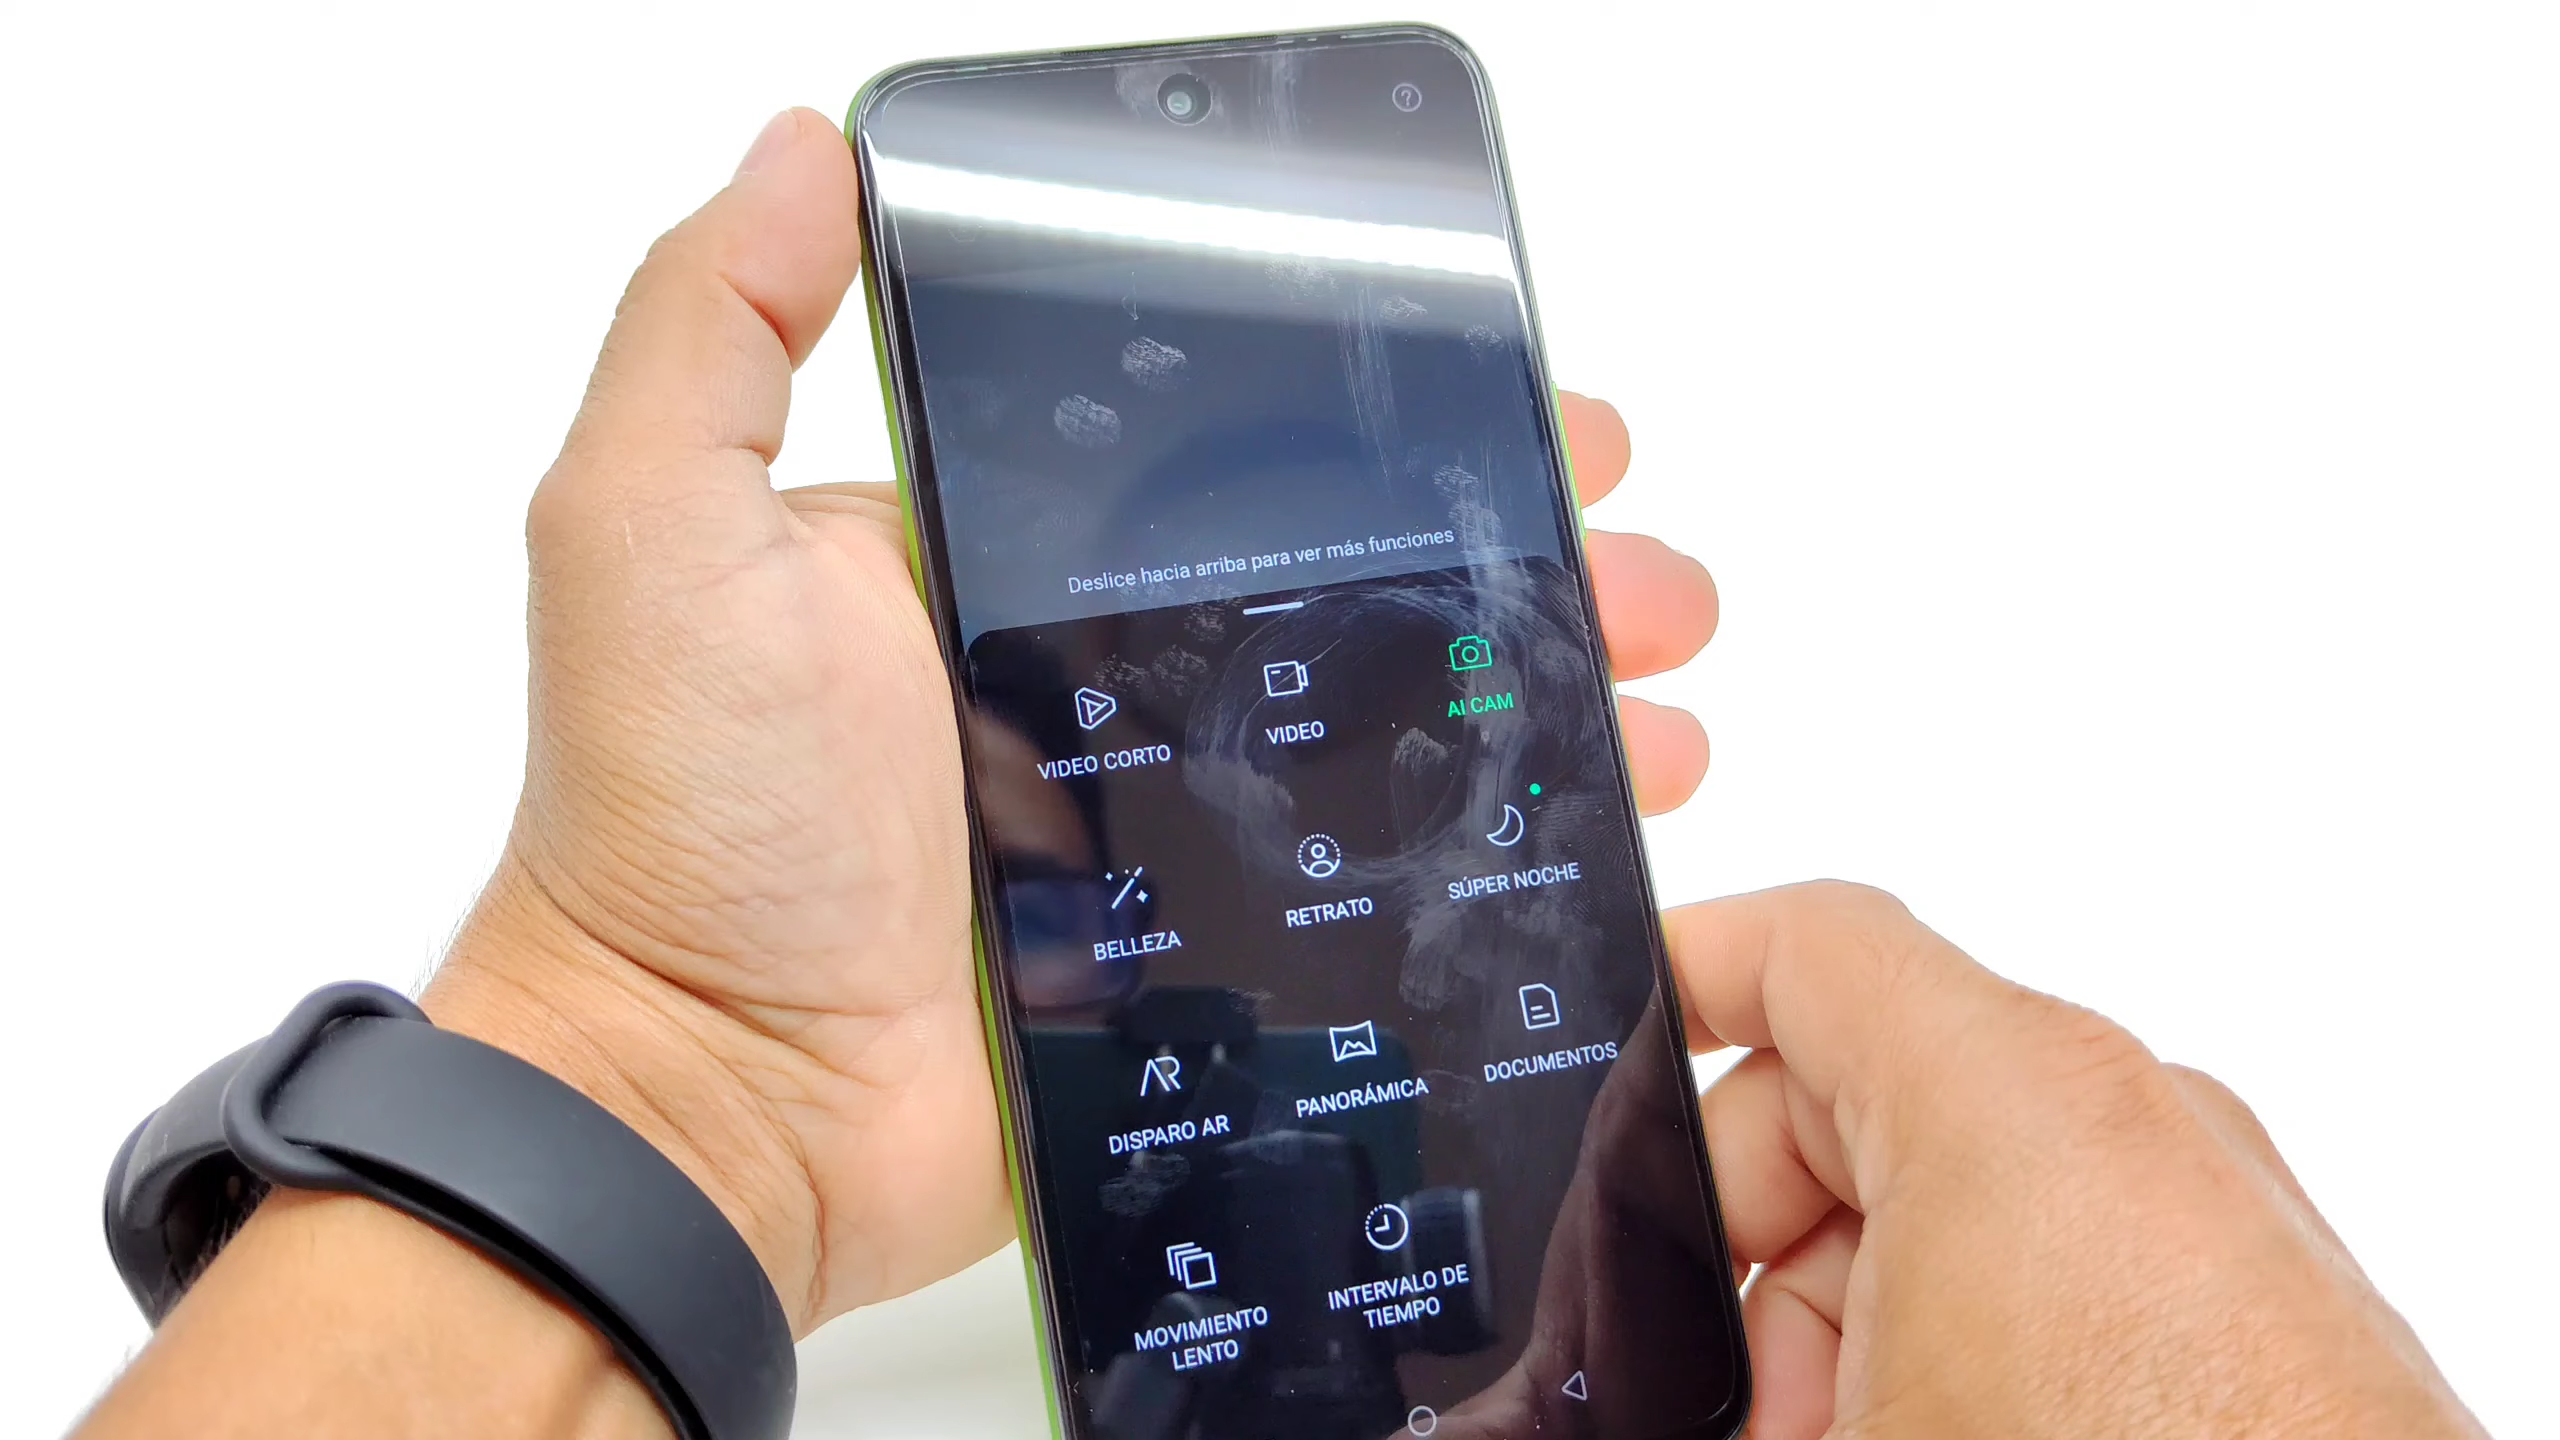 Deslice hacia arriba para ver más funciones
VIDEO CORTO
VIDEO
AI CAM
BELLEZA
RETRATO
SÚPER NOCHE
DISPARO AR
PANORÁMICA
DOCUMENTOS
MOVIMIENTO
LENTO
INTERVALO DE
TIEMPO